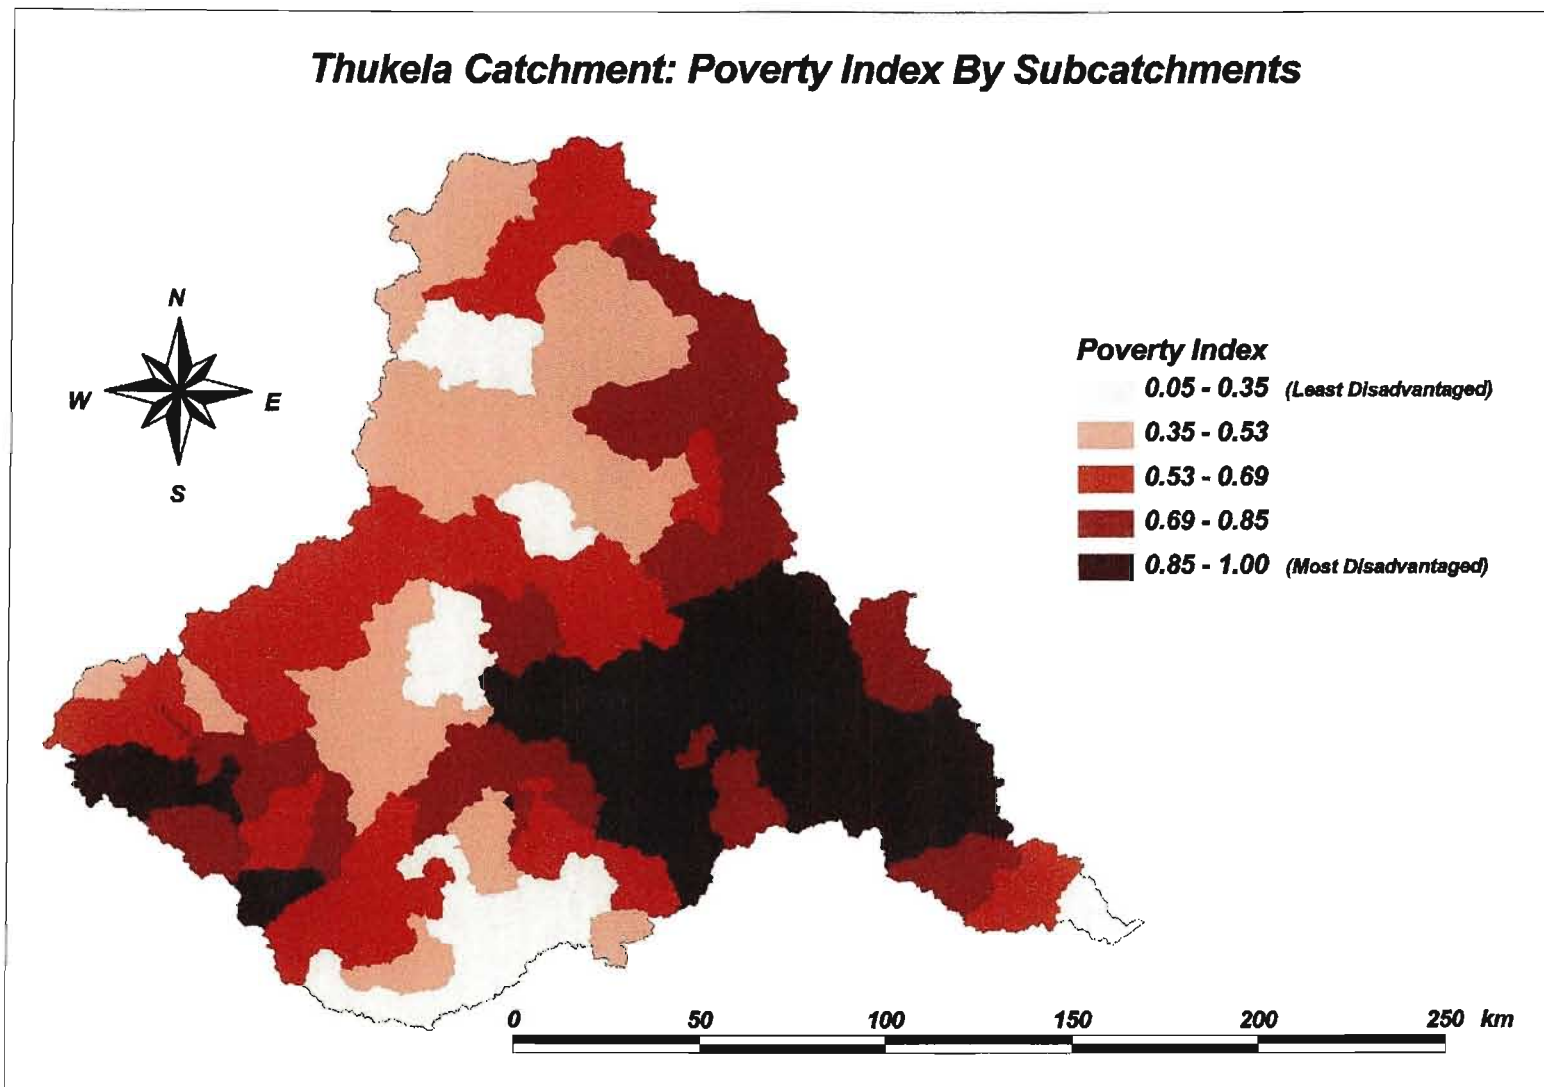 Thukela Catchment: Poverty Index By Subcatchments
N
W E
S
Poverty Index
0.05 - 0.35 (Least Disadvantaged)
0.35 - 0.53
0.53 - 0.69
0.69 - 0.85
0.85 - 1.00 (Most Disadvantaged)
0 50 100 150 200 250 km